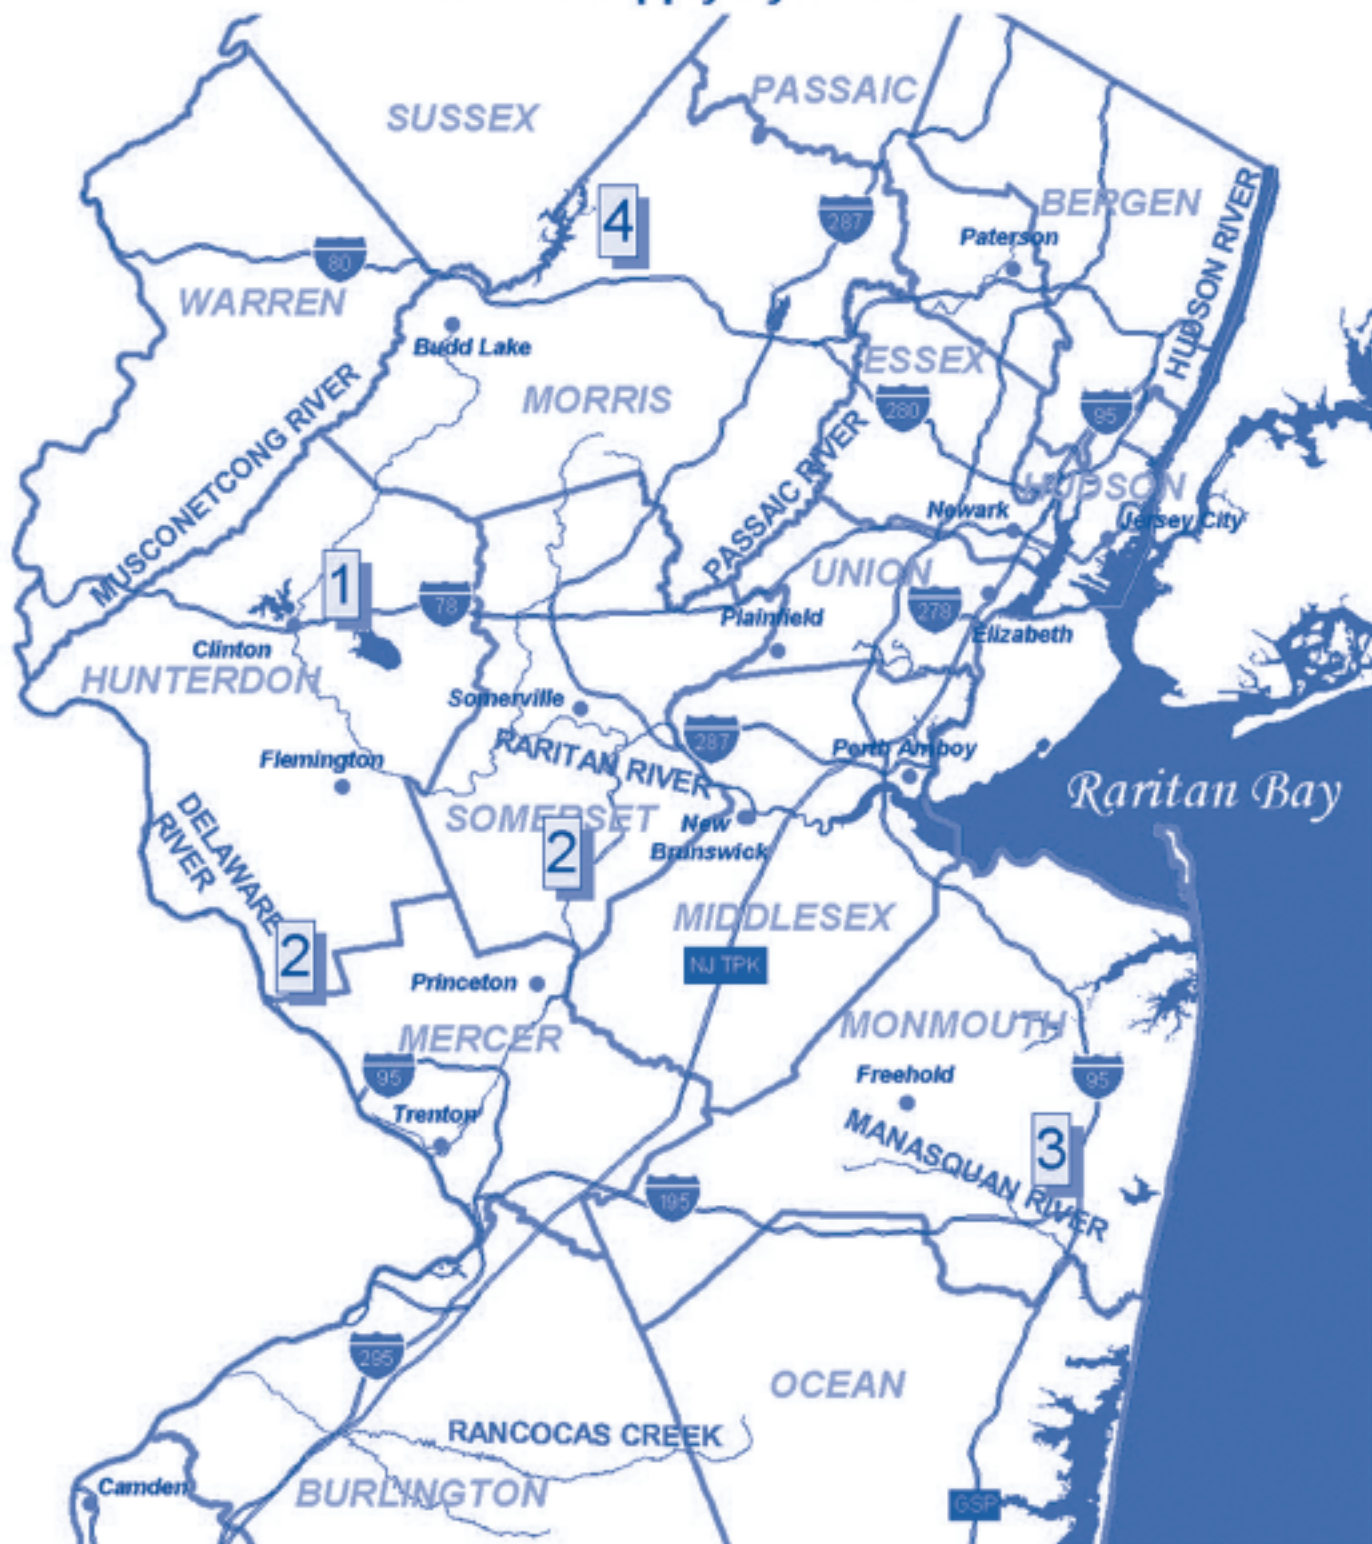 PASSAIC
SUSSEX
BERGEN
4
287
Paterson
HUDSON RIVER
80
WARREN
Budd Lake
ESSEX
MORRIS
280
95
MUSCONETCONG RIVER
PASSAIC RIVER
HUDSON
Newark
Jersey City
UNION
1
78
278
Plainfield
Elizabeth
Clinton
HUNTERDON
Somerville
287
RARITAN RIVER
Perth Amboy
Flemington
Raritan Bay
SOMERSET
New
Brunswick
DELAWARE
RIVER
2
MIDDLESEX
2
NJ TPK
Princeton
MONMOUTH
MERCER
95
Freehold
95
Trenton
MANASQUAN RIVER
3
195
295
OCEAN
RANCOCAS CREEK
Camden
BURLINGTON
GSP